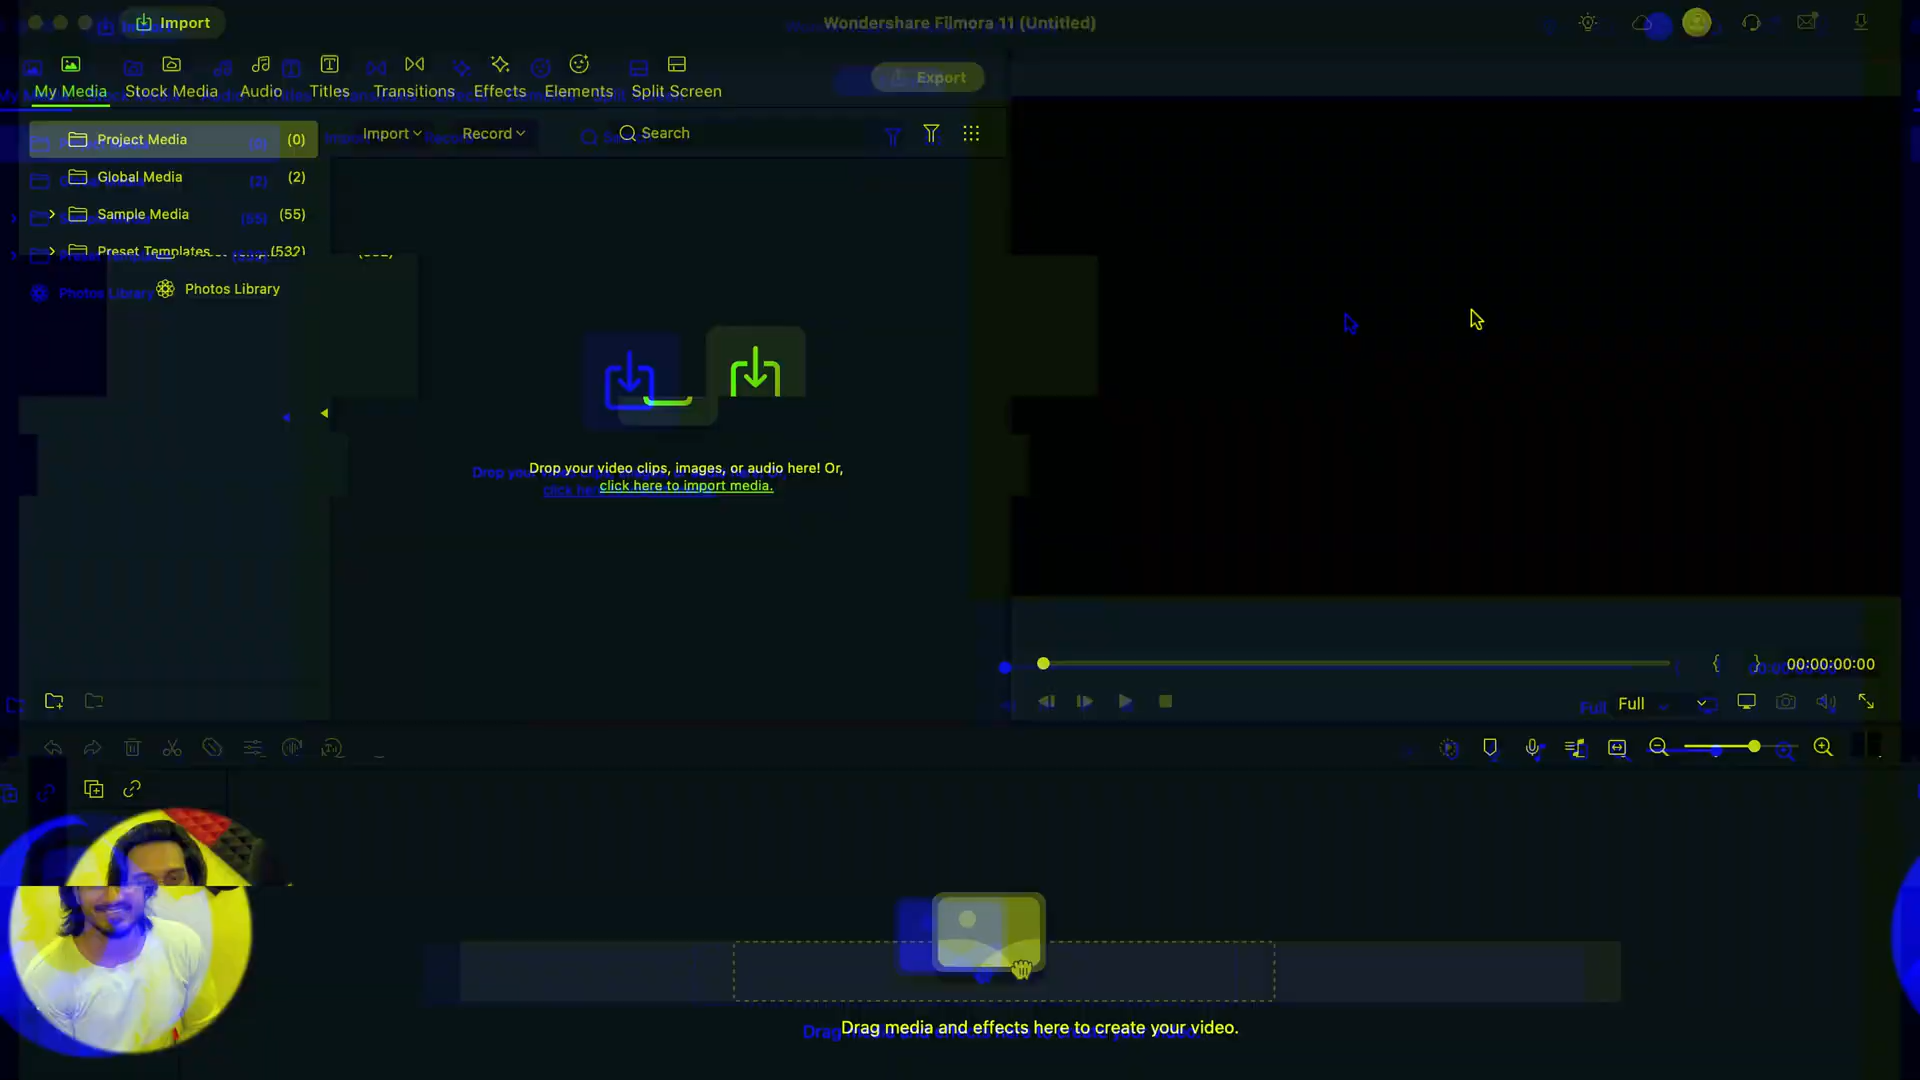 Import
Wondershare Filmora 11 (Untitled)
My Media
Stock Media
Audio
Titles
Transitions
Effects
Elements
Split Screen
Export
Project Media (0)
Global Media (2)
Sample Media (55)
Preset Templates (532)
Photos Library
Import
Record
Search
Drop your video clips, images, or audio here! Or,
click here to import media.
{ } 00:00:00:00
Full
Drag media and effects here to create your video.